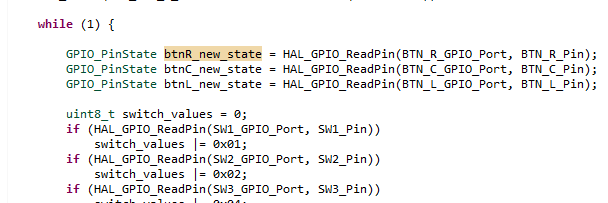 while (1) {
GPIO_PinState btnR_new_state = HAL_GPIO_ReadPin(BTN_R_GPIO_Port, BTN_R_Pin);
GPIO_PinState btnC_new_state = HAL_GPIO_ReadPin(BTN_C_GPIO_Port, BTN_C_Pin);
GPIO_PinState btnL_new_state = HAL_GPIO_ReadPin(BTN_L_GPIO_Port, BTN_L_Pin);
uint8_t switch_values = 0;
if (HAL_GPIO_ReadPin(SW1_GPIO_Port, SW1_Pin))
switch_values |= 0x01;
if (HAL_GPIO_ReadPin(SW2_GPIO_Port, SW2_Pin))
switch_values |= 0x02;
if (HAL_GPIO_ReadPin(SW3_GPIO_Port, SW3_Pin))